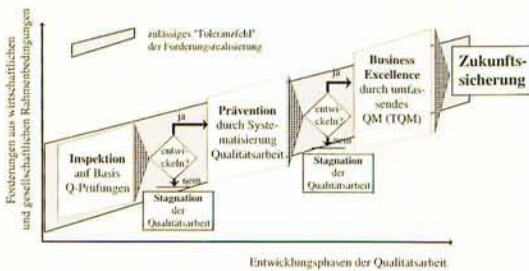 zulässiges "Toleranzfeld"
der Forderungsrealisierung
Forderungen aus wirtschaftlichen
und gesellschaftlichen Rahmenbedingungen
Inspektion
auf Basis
Q-Prüfungen
entwi-
ckeln?
ja
nein
Stagnation
der
Qualitätsarbeit
Prävention
durch Syste-
matisierung
Qualitätsarbeit
entwi-
ckeln?
ja
nein
Stagnation
der
Qualitätsarbeit
Business
Excellence
durch umfas-
sendes
QM (TQM)
Zukunfts-
sicherung
Entwicklungsphasen der Qualitätsarbeit